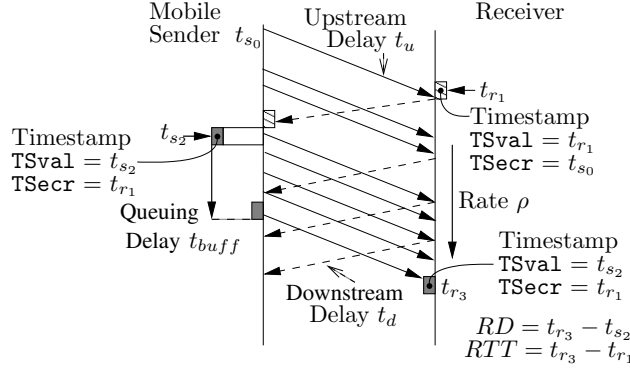 Mobile
Sender
t_{s_0}
Upstream
Delay t_u
Receiver
t_{r_1}
Timestamp
TSval = t_{r_1}
TSecr = t_{s_0}
t_{s_2}
Timestamp
TSval = t_{s_2}
TSecr = t_{r_1}
Queuing
Delay t_{buff}
Rate ρ
Timestamp
TSval = t_{s_2}
TSecr = t_{r_1}
t_{r_3}
Downstream
Delay t_d
RD = t_{r_3} − t_{s_2}
RTT = t_{r_3} − t_{r_1}